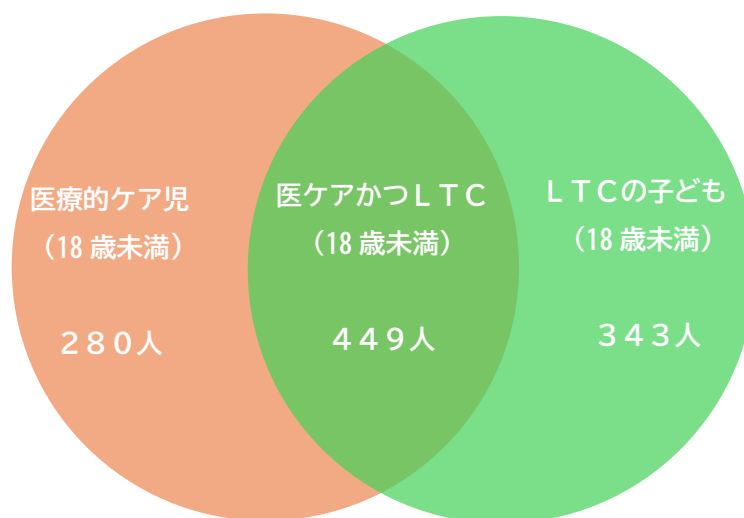 医療的ケア児
（18 歳未満）
２８０人
医ケアかつＬＴＣ
（18 歳未満）
４４９人
ＬＴＣの子ども
（18 歳未満）
３４３人